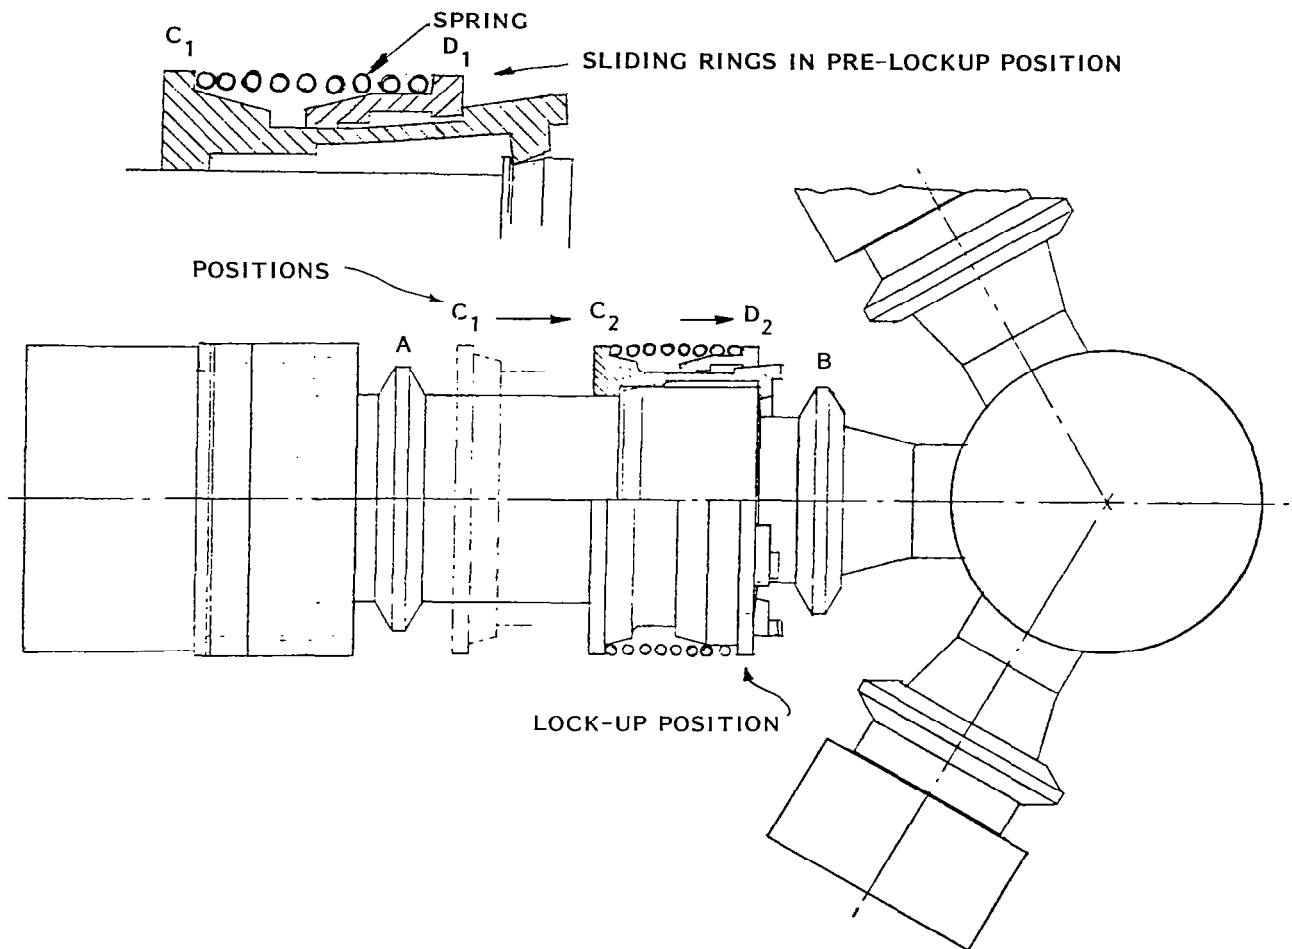 SPRING
C1
D1
SLIDING RINGS IN PRE-LOCKUP POSITION
POSITIONS
C1
C2
D2
A
B
LOCK-UP POSITION